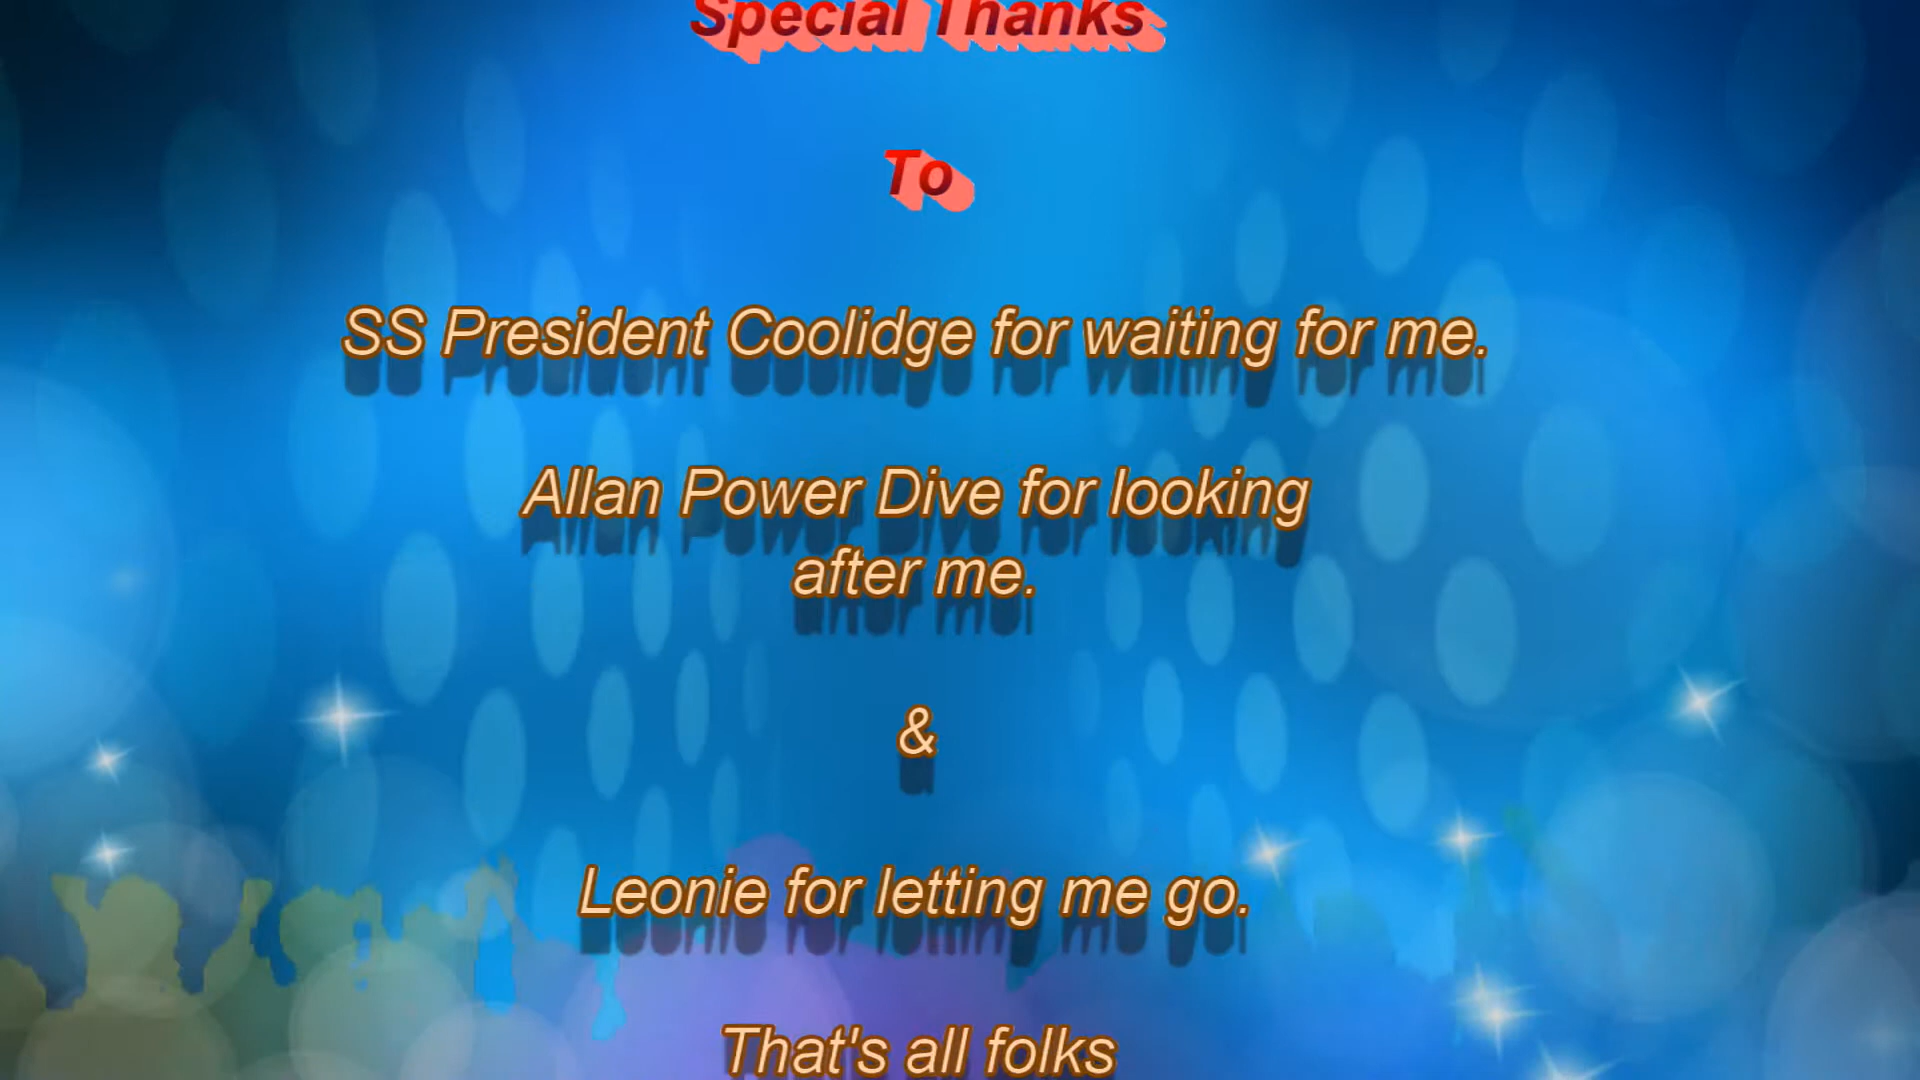 Special Thanks
To
SS President Coolidge for waiting for me.
Allan Power Dive for looking
after me.
&
Leonie for letting me go.
That's all folks